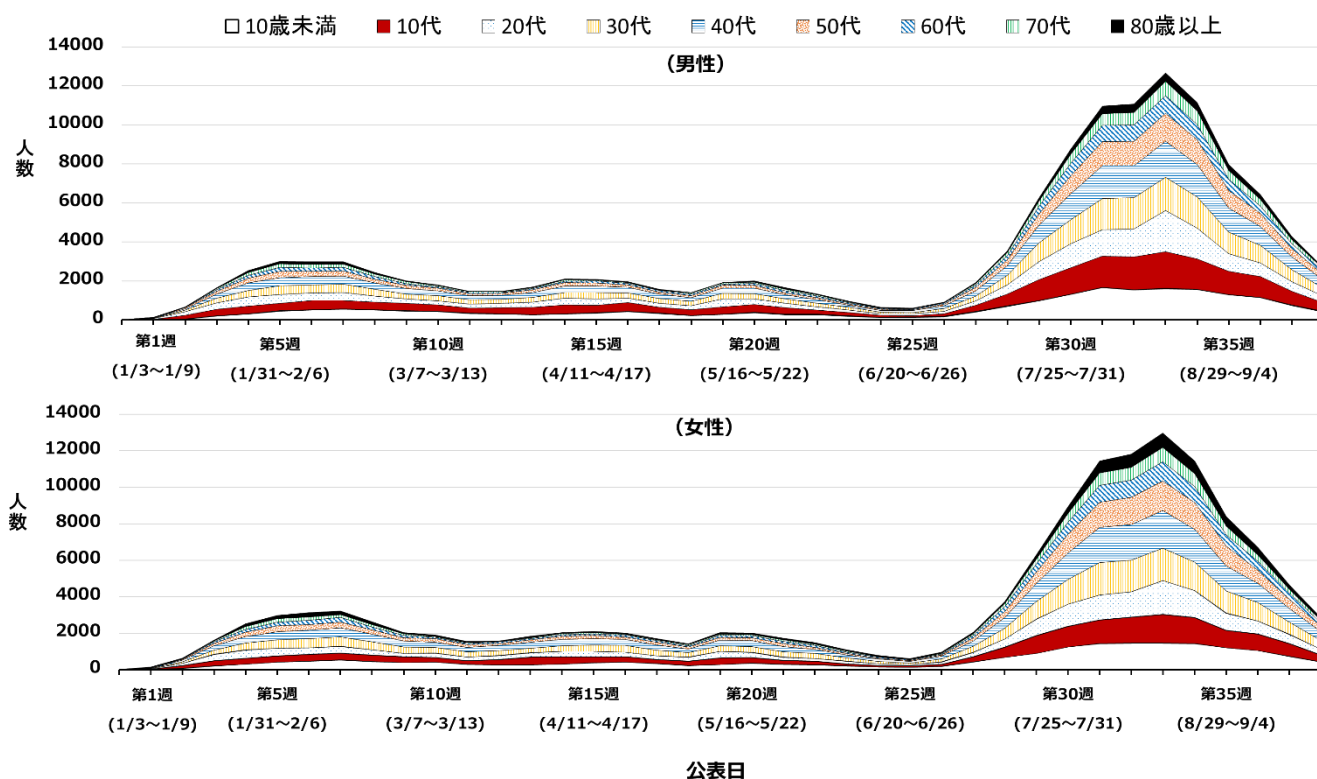 10歳未満 10代 20代 30代 40代 50代 60代 70代 80歳以上
(男性)
人数
14000
12000
10000
8000
6000
4000
2000
0
第1週 第5週 第10週 第15週 第20週 第25週 第30週 第35週
(1/3~1/9) (1/31~2/6) (3/7~3/13) (4/11~4/17) (5/16~5/22) (6/20~6/26) (7/25~7/31) (8/29~9/4)
(女性)
人数
14000
12000
10000
8000
6000
4000
2000
0
第1週 第5週 第10週 第15週 第20週 第25週 第30週 第35週
(1/3~1/9) (1/31~2/6) (3/7~3/13) (4/11~4/17) (5/16~5/22) (6/20~6/26) (7/25~7/31) (8/29~9/4)
公表日